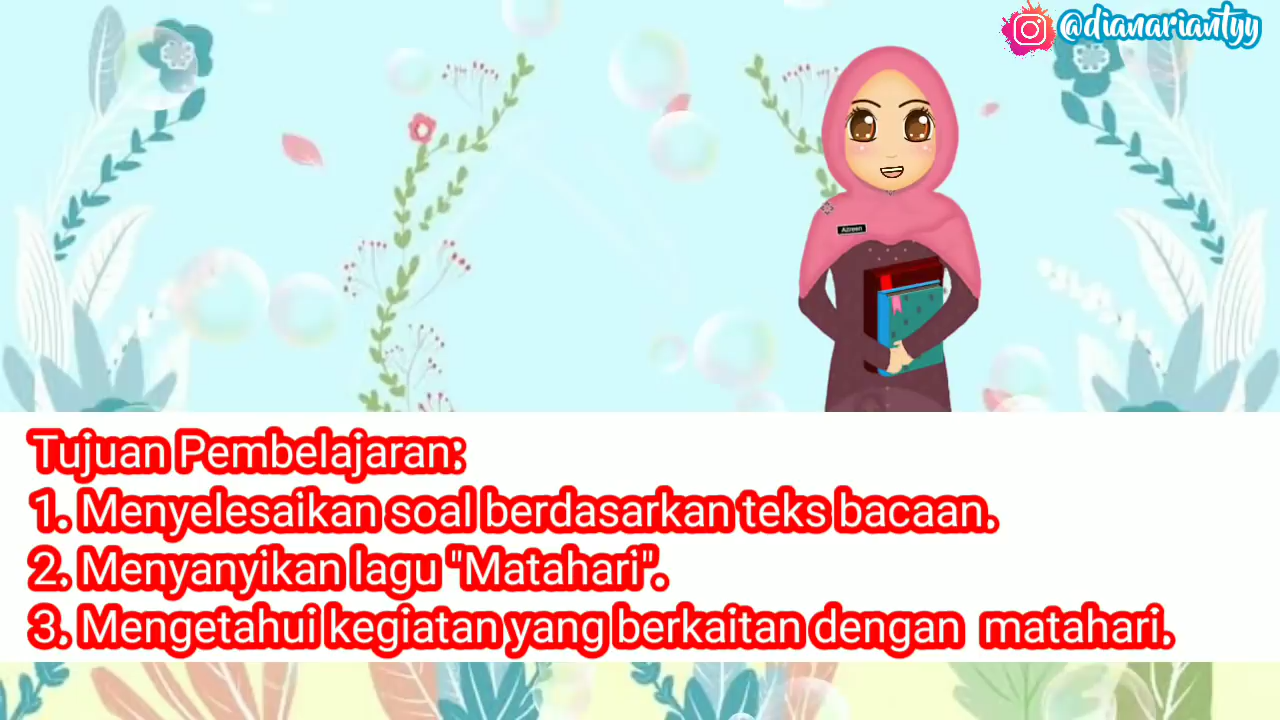 @dianariantyy
Azreen
Tujuan Pembelajaran:
1. Menyelesaikan soal berdasarkan teks bacaan.
2. Menyanyikan lagu "Matahari".
3. Mengetahui kegiatan yang berkaitan dengan matahari.